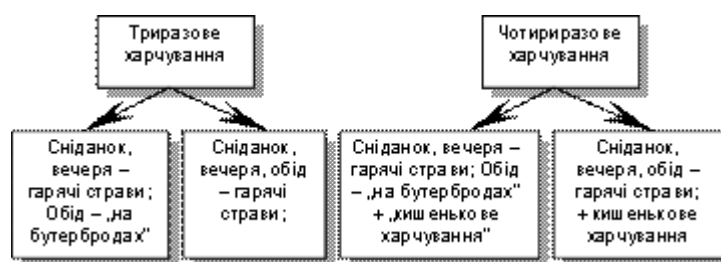 Триразове
харчування
Чотириразове
харчування
Сніданок,
вечеря –
гарячі страви;
Обід – „на
бутербродах"
Сніданок,
вечеря, обід
– гарячі
страви;
Сніданок, вечеря –
гарячі страви; Обід
– „на бутербродах"
+ „кишенькове
харчування"
Сніданок,
вечеря, обід –
гарячі страви;
+ кишенькове
харчування